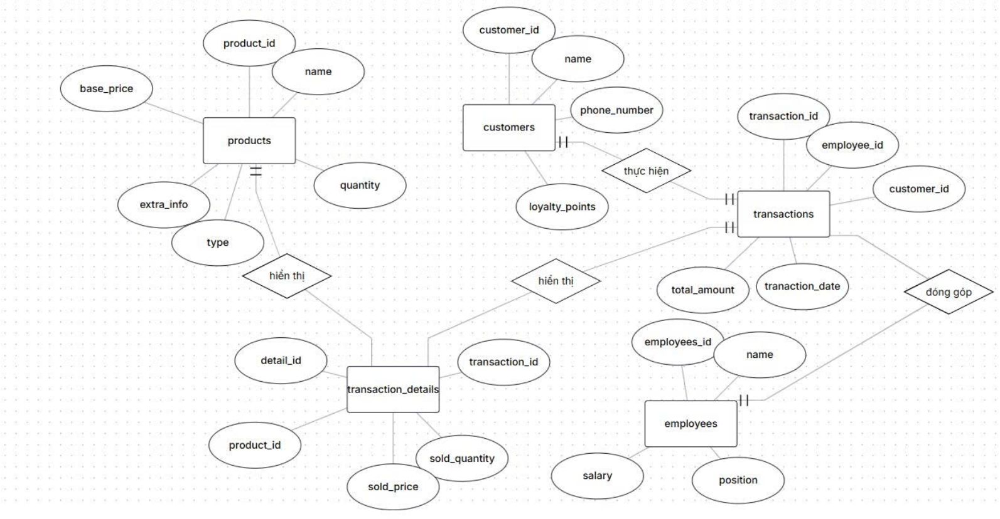 product_id
name
base_price
products
extra_info
type
quantity
hiển thị
customer_id
name
phone_number
customers
loyalty_points
thực hiện
transaction_id
employee_id
customer_id
transactions
total_amount
tranaction_date
đóng góp
hiển thị
detail_id
transaction_id
transaction_details
product_id
sold_quantity
sold_price
employees_id
name
employees
salary
position